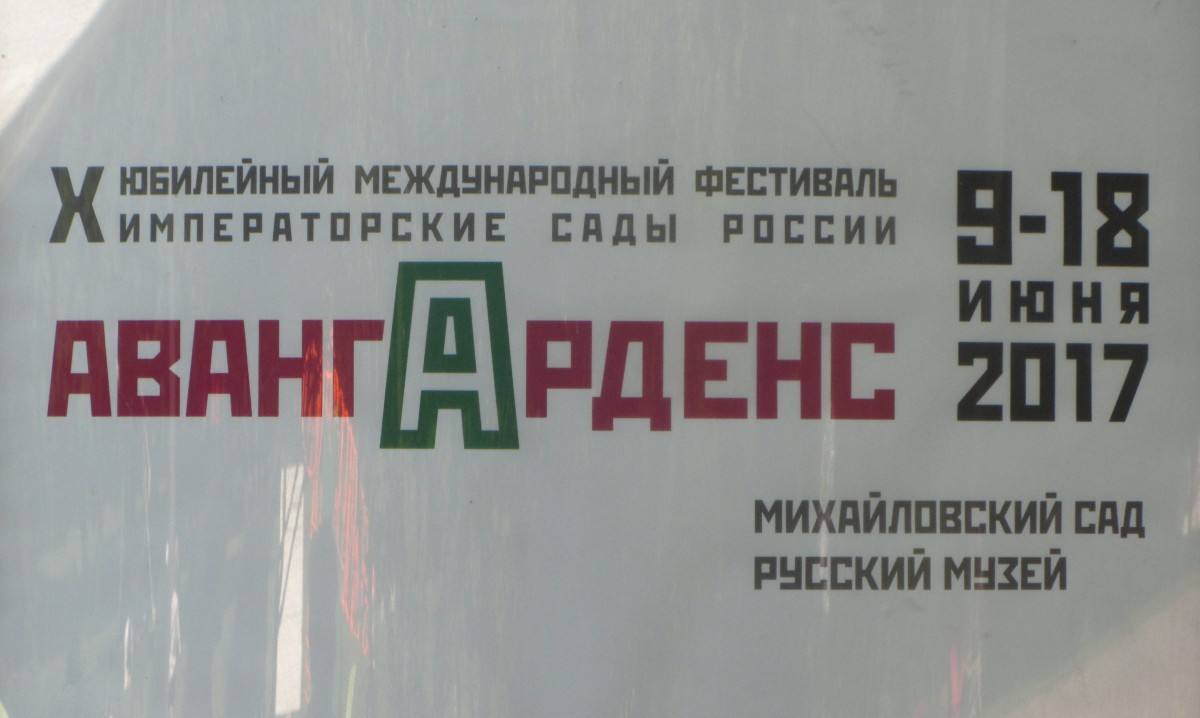 X ЮБИЛЕЙНЫЙ МЕЖДУНАРОДНЫЙ ФЕСТИВАЛЬ
ИМПЕРАТОРСКИЕ САДЫ РОССИИ
АВАНГАРДЕНС
9-18
ИЮНЯ
2017
МИХАЙЛОВСКИЙ САД
РУССКИЙ МУЗЕЙ